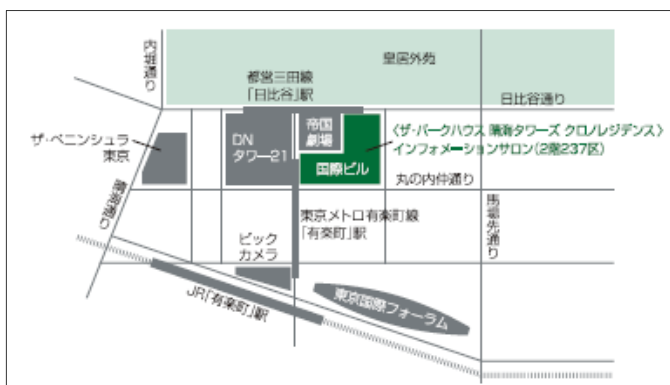 内堀通り
皇居外苑
都営三田線
「日比谷」駅
日比谷通り
ザ・ペニンシュラ
東京
DN
タワー21
帝国
劇場
国際ビル
〈ザ・パークハウス 晴海タワーズ クロノレジデンス〉
インフォメーションサロン(2階237区)
丸の内仲通り
晴海通り
東京メトロ有楽町線
「有楽町」駅
馬場先通り
ビック
カメラ
JR「有楽町」駅
東京国際フォーラム